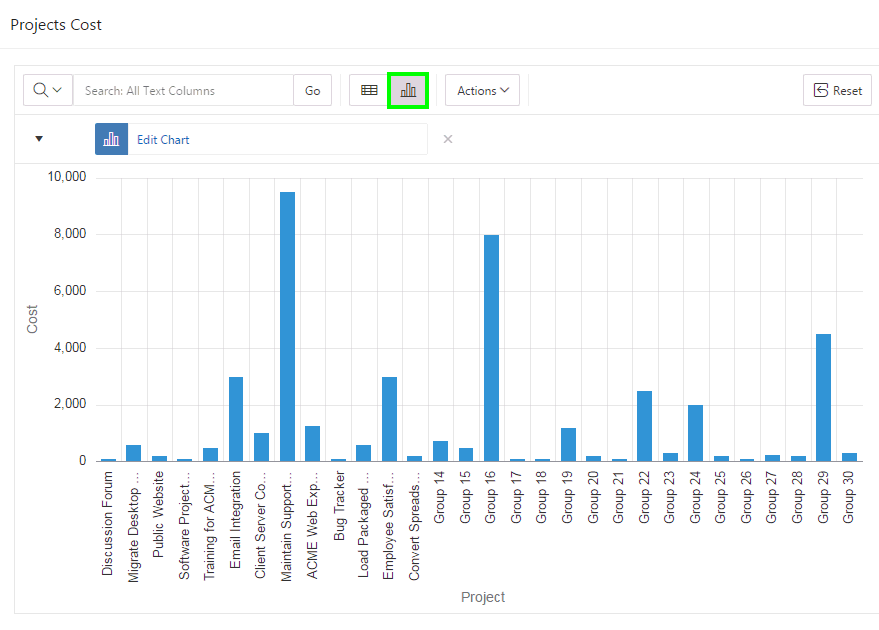 Projects Cost
Search: All Text Columns
Go
Actions
Reset
Edit Chart
10,000
8,000
6,000
4,000
2,000
0
Cost
Discussion Forum
Migrate Desktop ...
Public Website
Software Project...
Training for ACM...
Email Integration
Client Server Co...
Maintain Support...
ACME Web Exp...
Bug Tracker
Load Packaged ...
Employee Satisf...
Convert Spreads...
Group 14
Group 15
Group 16
Group 17
Group 18
Group 19
Group 20
Group 21
Group 22
Group 23
Group 24
Group 25
Group 26
Group 27
Group 28
Group 29
Group 30
Project